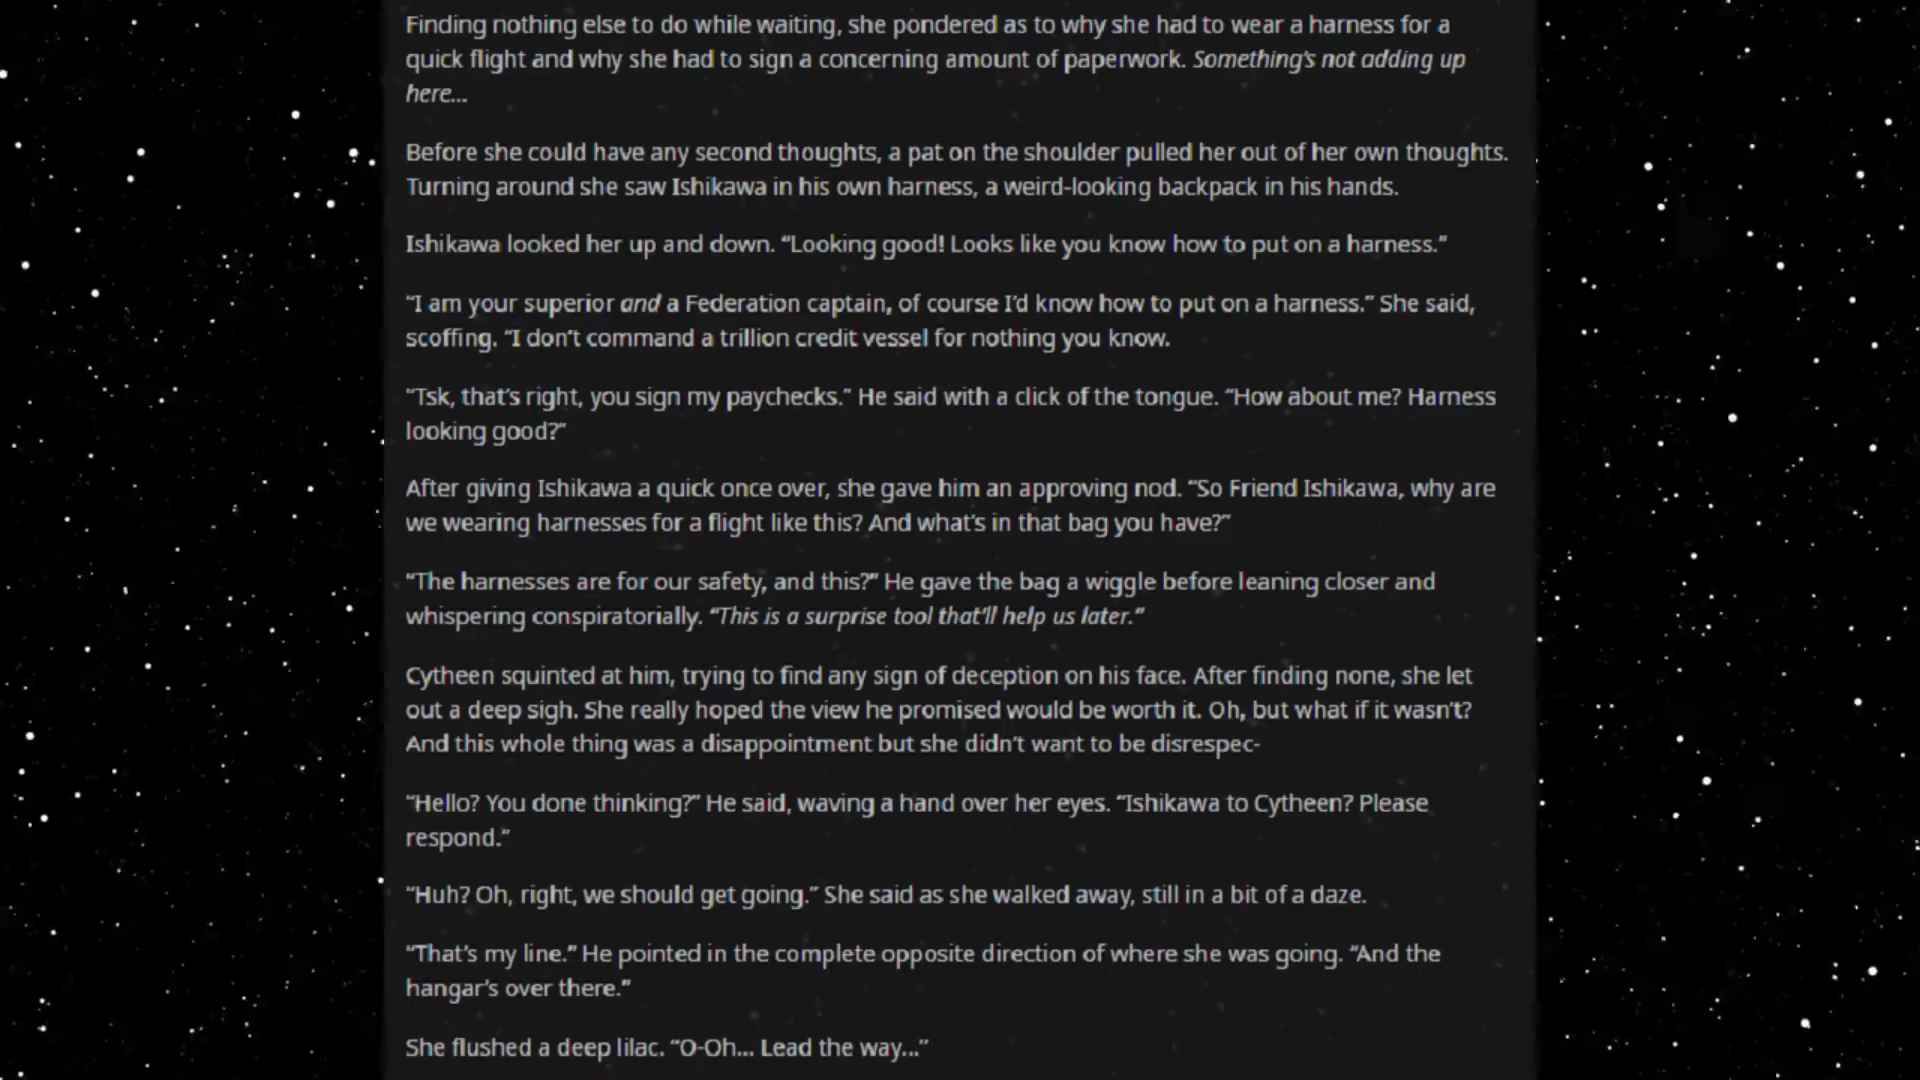 Finding nothing else to do while waiting, she pondered as to why she had to wear a harness for a
quick flight and why she had to sign a concerning amount of paperwork. Something's not adding up
here...
Before she could have any second thoughts, a pat on the shoulder pulled her out of her own thoughts.
Turning around she saw Ishikawa in his own harness, a weird-looking backpack in his hands.
Ishikawa looked her up and down. “Looking good! Looks like you know how to put on a harness.”
“I am your superior and a Federation captain, of course I’d know how to put on a harness.” She said,
scoffing. “I don’t command a trillion credit vessel for nothing you know.
“Tsk, that’s right, you sign my paychecks.” He said with a click of the tongue. “How about me? Harness
looking good?”
After giving Ishikawa a quick once over, she gave him an approving nod. “So Friend Ishikawa, why are
we wearing harnesses for a flight like this? And what’s in that bag you have?”
“The harnesses are for our safety, and this?” He gave the bag a wiggle before leaning closer and
whispering conspiratorially. “This is a surprise tool that’ll help us later.”
Cytheen squinted at him, trying to find any sign of deception on his face. After finding none, she let
out a deep sigh. She really hoped the view he promised would be worth it. Oh, but what if it wasn’t?
And this whole thing was a disappointment but she didn’t want to be disrespec-
“Hello? You done thinking?” He said, waving a hand over her eyes. “Ishikawa to Cytheen? Please
respond.”
“Huh? Oh, right, we should get going.” She said as she walked away, still in a bit of a daze.
“That’s my line.” He pointed in the complete opposite direction of where she was going. “And the
hangar’s over there.”
She flushed a deep lilac. “O-Oh... Lead the way...”